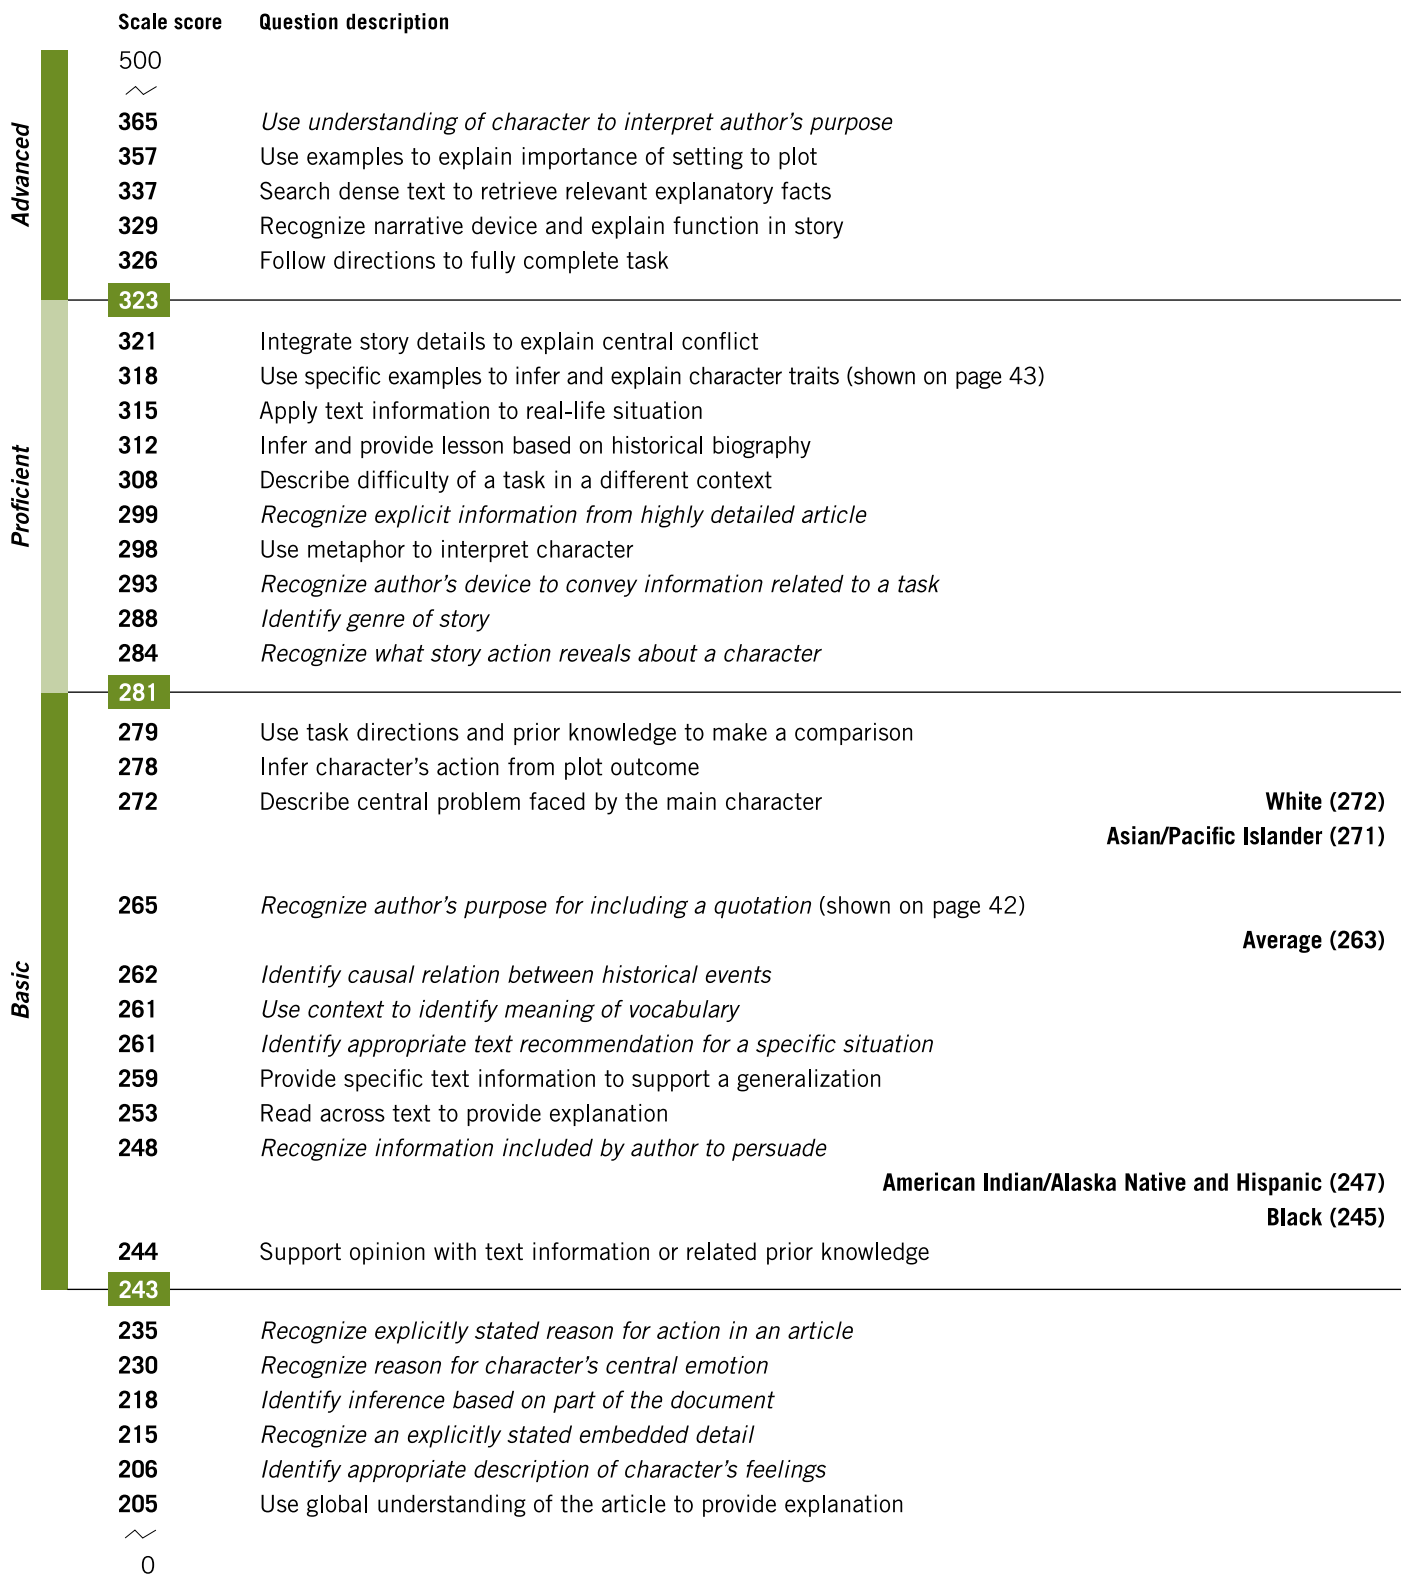 Scale score Question description
500
365 Use understanding of character to interpret author's purpose
357 Use examples to explain importance of setting to plot
337 Search dense text to retrieve relevant explanatory facts
329 Recognize narrative device and explain function in story
326 Follow directions to fully complete task
Advanced
323
321 Integrate story details to explain central conflict
318 Use specific examples to infer and explain character traits (shown on page 43)
315 Apply text information to real-life situation
312 Infer and provide lesson based on historical biography
308 Describe difficulty of a task in a different context
299 Recognize explicit information from highly detailed article
298 Use metaphor to interpret character
293 Recognize author's device to convey information related to a task
288 Identify genre of story
284 Recognize what story action reveals about a character
Proficient
281
279 Use task directions and prior knowledge to make a comparison
278 Infer character's action from plot outcome
272 Describe central problem faced by the main character White (272)
Asian/Pacific Islander (271)
265 Recognize author's purpose for including a quotation (shown on page 42)
Average (263)
262 Identify causal relation between historical events
261 Use context to identify meaning of vocabulary
261 Identify appropriate text recommendation for a specific situation
259 Provide specific text information to support a generalization
253 Read across text to provide explanation
248 Recognize information included by author to persuade
American Indian/Alaska Native and Hispanic (247)
Black (245)
244 Support opinion with text information or related prior knowledge
Basic
243
235 Recognize explicitly stated reason for action in an article
230 Recognize reason for character's central emotion
218 Identify inference based on part of the document
215 Recognize an explicitly stated embedded detail
206 Identify appropriate description of character's feelings
205 Use global understanding of the article to provide explanation
0